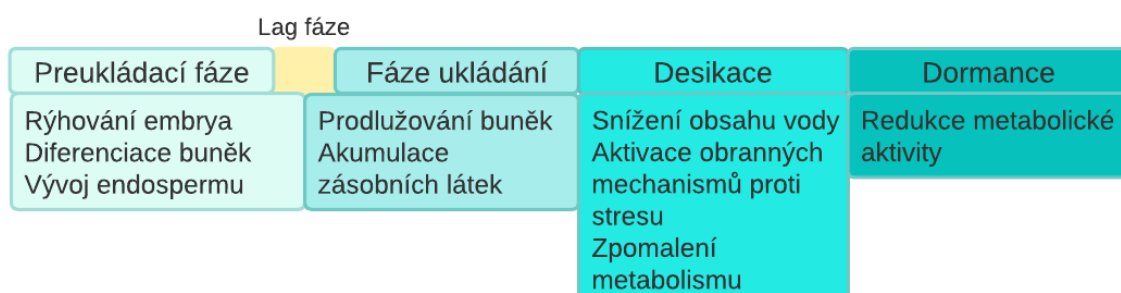 Lag fáze
Preukládací fáze
Fáze ukládání
Desikace
Dormance
Rýhování embrya
Diferenciace buněk
Vývoj endospermu
Prodlužování buněk
Akumulace
zásobních látek
Snížení obsahu vody
Aktivace obranných
mechanismů proti
stresu
Zpomalení
metabolismu
Redukce metabolické
aktivity